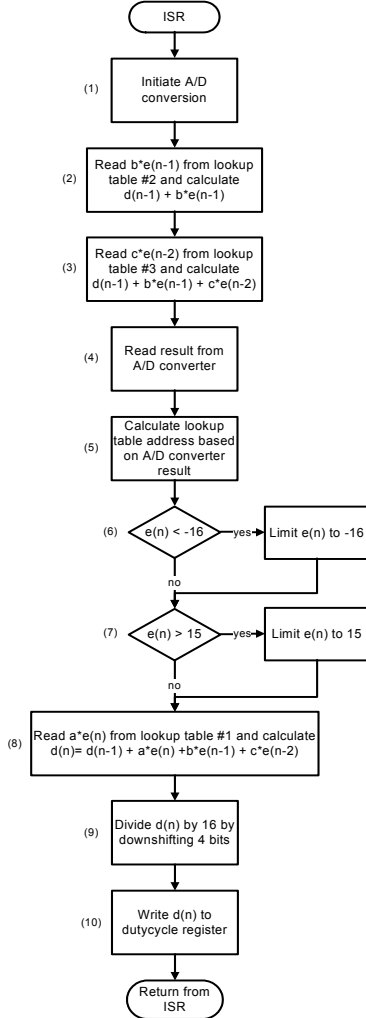 ISR
(1)
Initiate A/D
conversion
(2)
Read b*e(n-1) from lookup
table #2 and calculate
d(n-1) + b*e(n-1)
(3)
Read c*e(n-2) from lookup
table #3 and calculate
d(n-1) + b*e(n-1) + c*e(n-2)
(4)
Read result from
A/D converter
(5)
Calculate lookup
table address based
on A/D converter
result
(6)
e(n) < -16
yes
Limit e(n) to -16
no
(7)
e(n) > 15
yes
Limit e(n) to 15
no
(8)
Read a*e(n) from lookup table #1 and calculate
d(n)= d(n-1) + a*e(n) +b*e(n-1) + c*e(n-2)
(9)
Divide d(n) by 16 by
downshifting 4 bits
(10)
Write d(n) to
dutycycle register
Return from
ISR